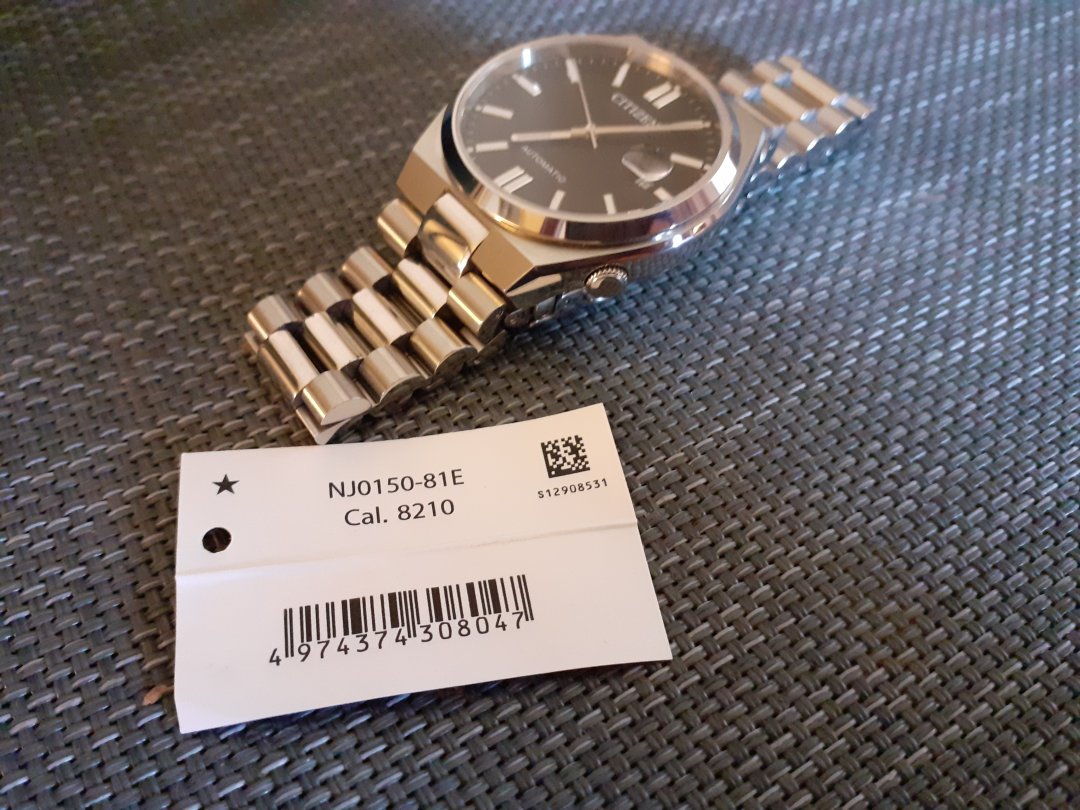 CITIZEN
AUTOMATIC
NJ0150-81E
Cal. 8210
S12908531
4 974374 308047